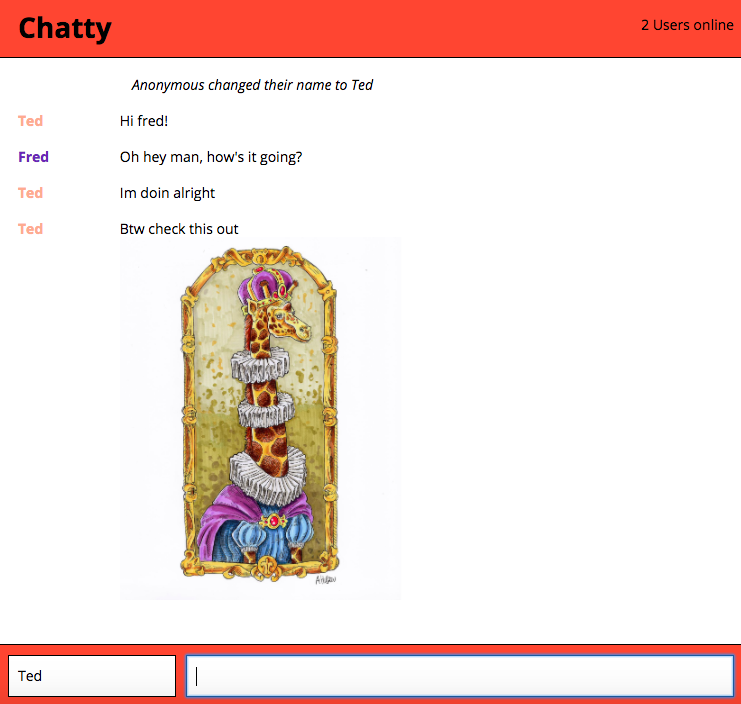 Chatty
2 Users online
Anonymous changed their name to Ted
Ted Hi fred!
Fred Oh hey man, how's it going?
Ted Im doin alright
Ted Btw check this out
Ted